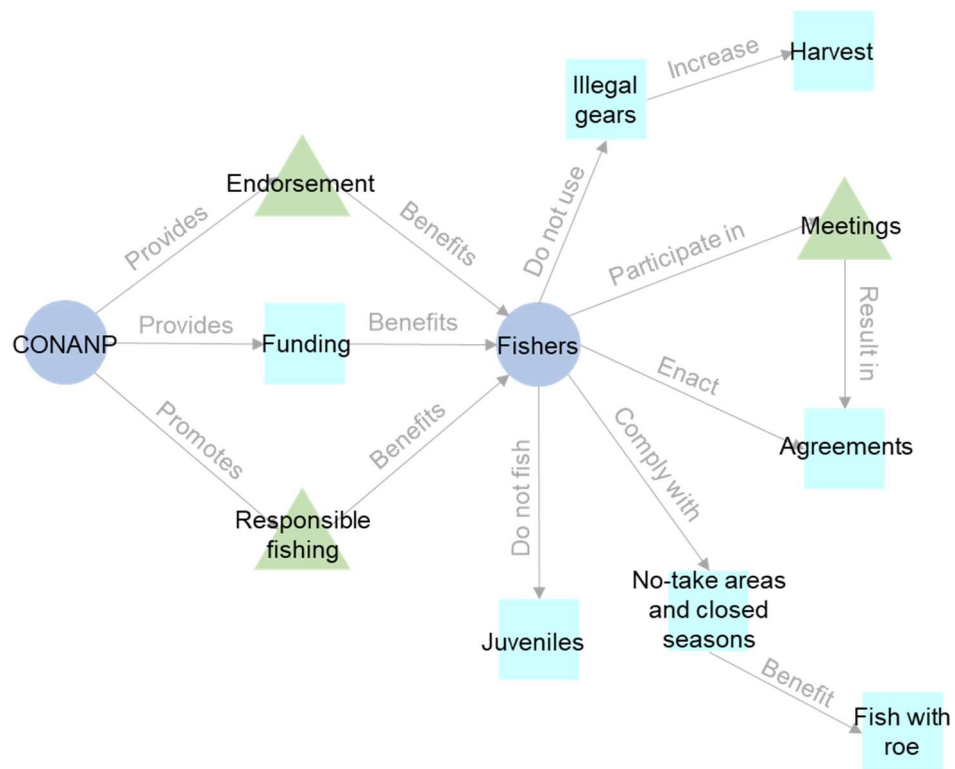 Harvest
Increase
Illegal
gears
Endorsement
Provides
Benefits
Do not use
Participate in
Meetings
CONANP
Provides
Funding
Benefits
Fishers
Result in
Enact
Promotes
Benefits
Comply with
Agreements
Do not fish
Responsible
fishing
No-take areas
and closed
seasons
Juveniles
Benefit
Fish with
roe